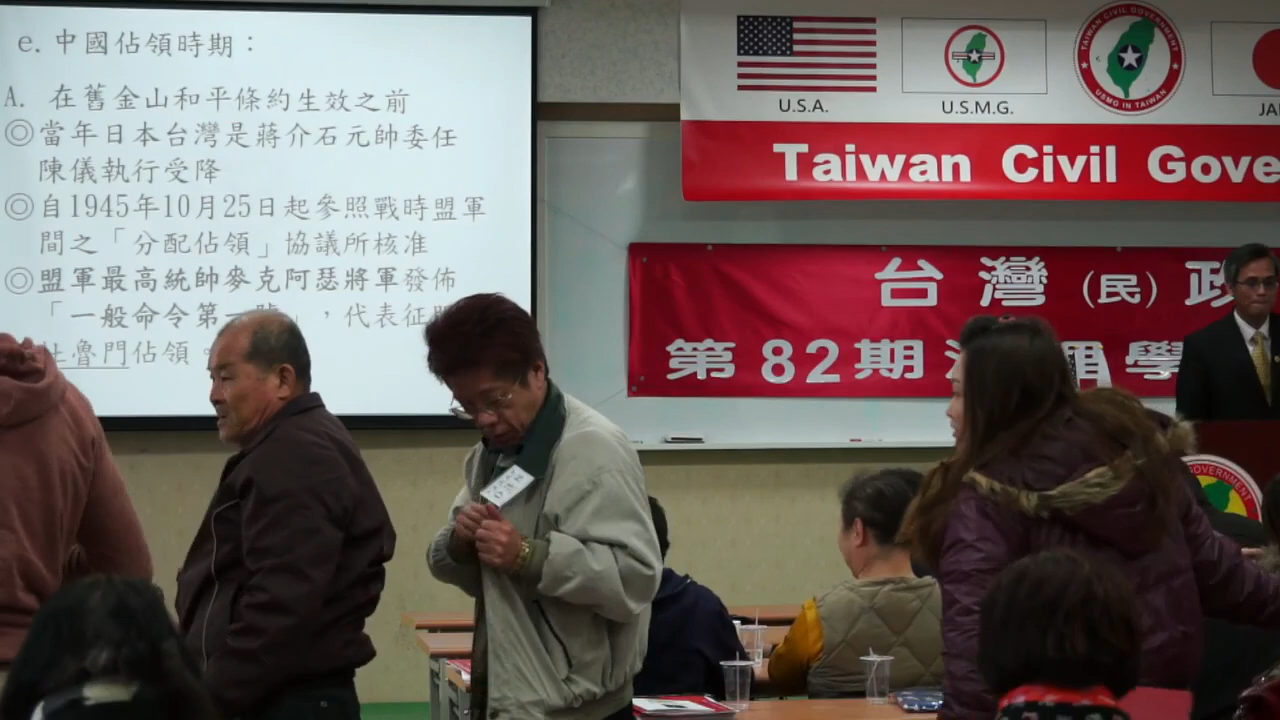 e.中國佔領時期：
A. 在舊金山和平條約生效之前
◎當年日本台灣是蔣介石元帥委任
陳儀執行受降
◎自1945年10月25日起參照戰時盟軍
間之「分配佔領」協議所核准
◎盟軍最高統帥麥克阿瑟將軍發佈
「一般命令第一號」，代表征
杜魯門佔領。
U.S.A.
U.S.M.G.
TAIWAN CIVIL GOVERNMENT
USMG IN TAIWAN
JA
Taiwan Civil Gove
台灣(民)政
第82期 學
GOVERNMENT